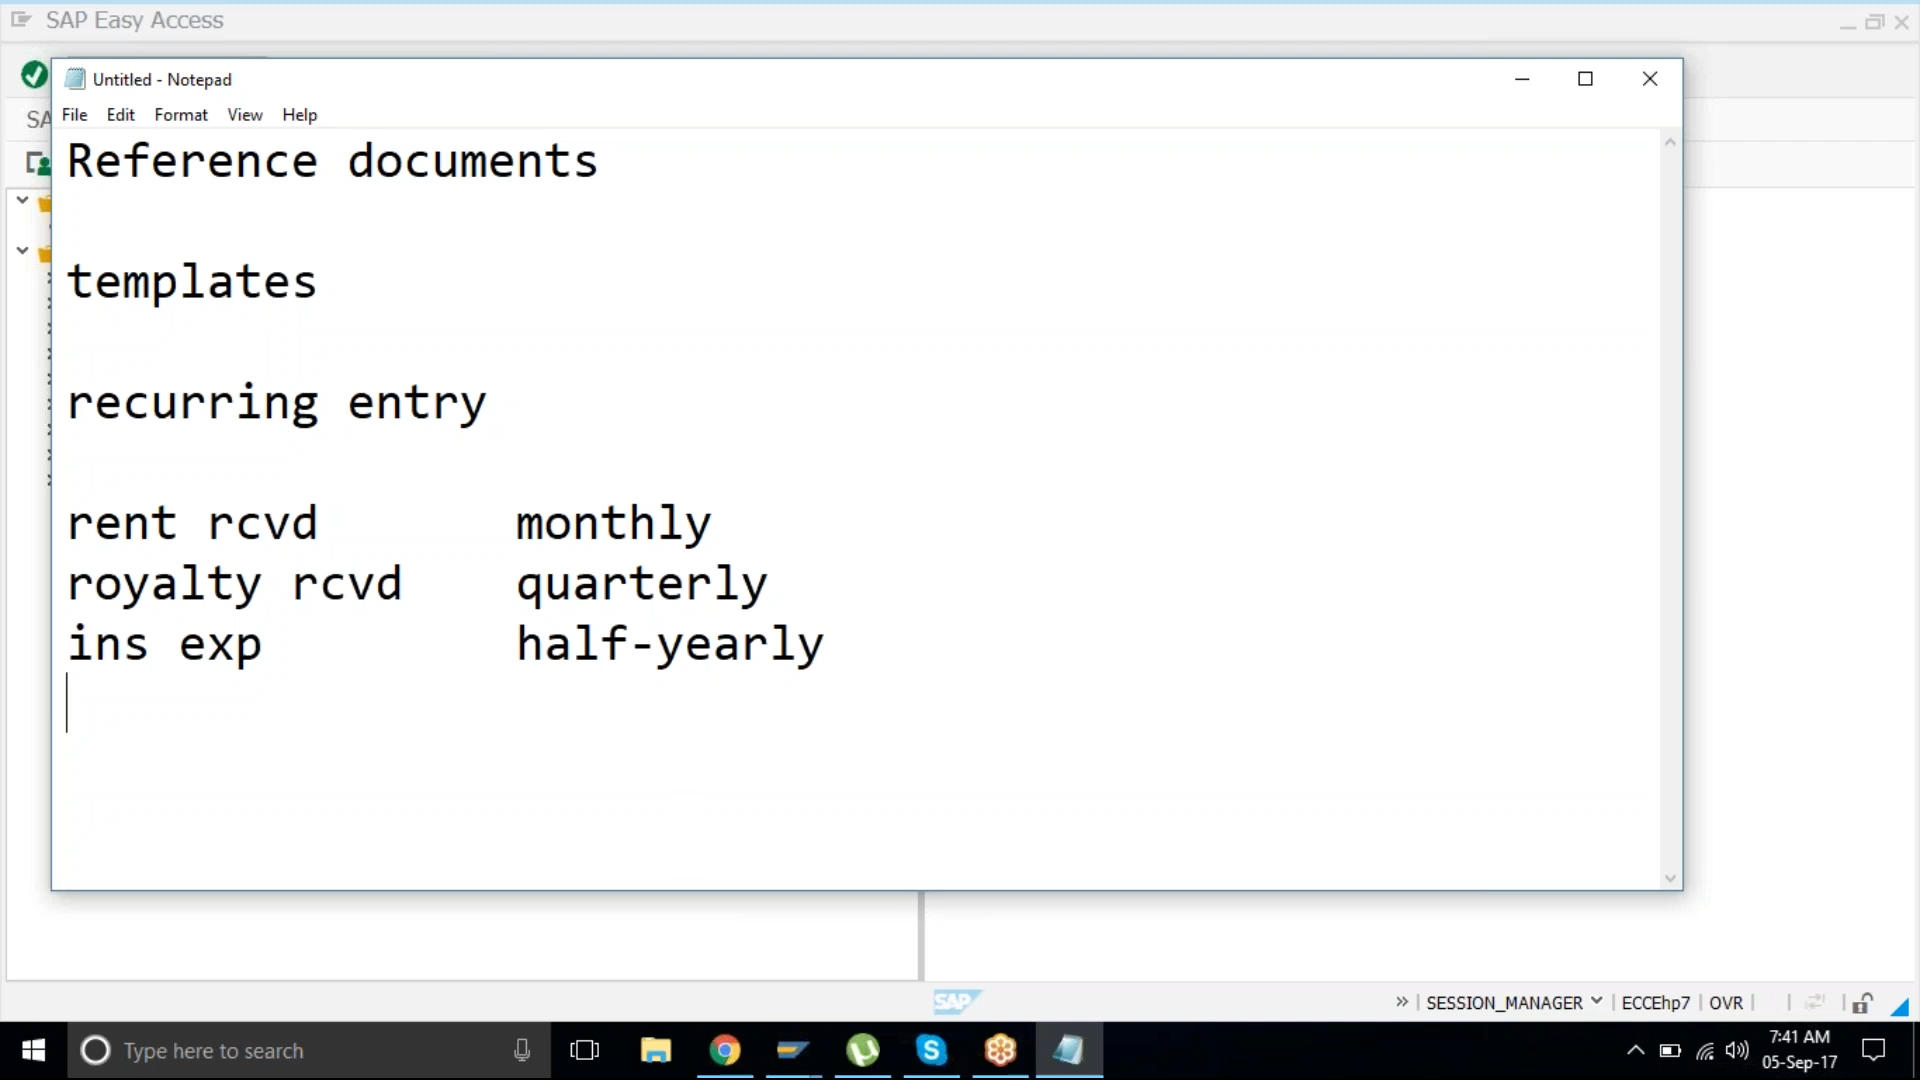 SAP Easy Access
Untitled - Notepad
File Edit Format View Help
SA
Reference documents
templates
recurring entry
rent rcvd monthly
royalty rcvd quarterly
ins exp half-yearly
SAP
SESSION_MANAGER
ECCEhp7
OVR
Type here to search
7:41 AM
05-Sep-17